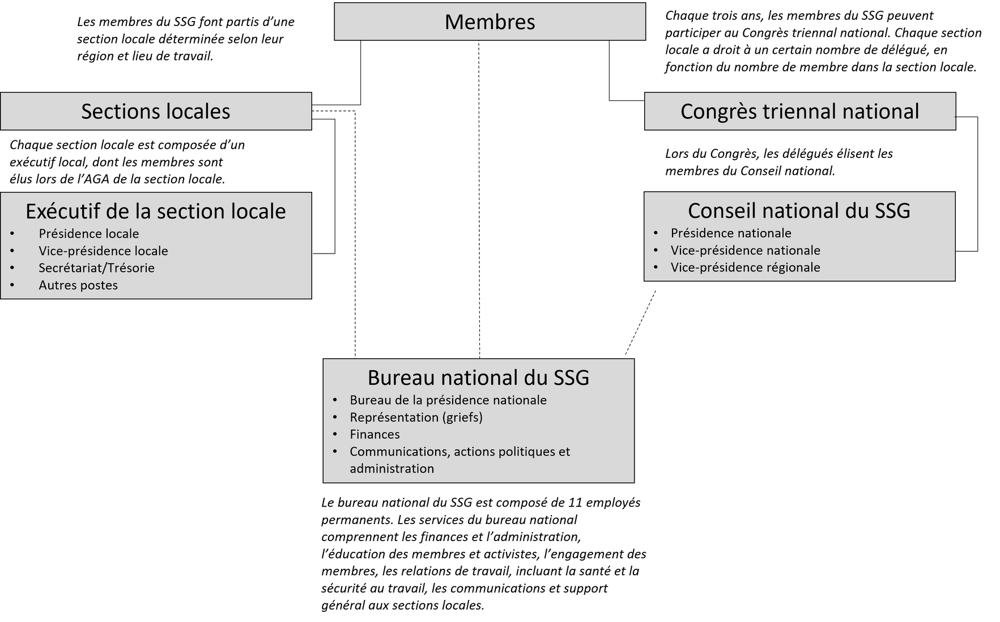 Membres
Les membres du SSG font partis d’une
section locale déterminée selon leur
région et lieu de travail.
Chaque trois ans, les membres du SSG peuvent
participer au Congrès triennal national. Chaque section
locale a droit à un certain nombre de délégué, en
fonction du nombre de membre dans la section locale.
Sections locales
Chaque section locale est composée d’un
exécutif local, dont les membres sont
élus lors de l’AGA de la section locale.
Exécutif de la section locale
• Présidence locale
• Vice-présidence locale
• Secrétariat/Trésorie
• Autres postes
Congrès triennal national
Lors du Congrès, les délégués élisent les
membres du Conseil national.
Conseil national du SSG
• Présidence nationale
• Vice-présidence nationale
• Vice-présidence régionale
Bureau national du SSG
• Bureau de la présidence nationale
• Représentation (griefs)
• Finances
• Communications, actions politiques et
administration
Le bureau national du SSG est composé de 11 employés
permanents. Les services du bureau national
comprennent les finances et l’administration,
l’éducation des membres et activistes, l’engagement des
membres, les relations de travail, incluant la santé et la
sécurité au travail, les communications et support
général aux sections locales.